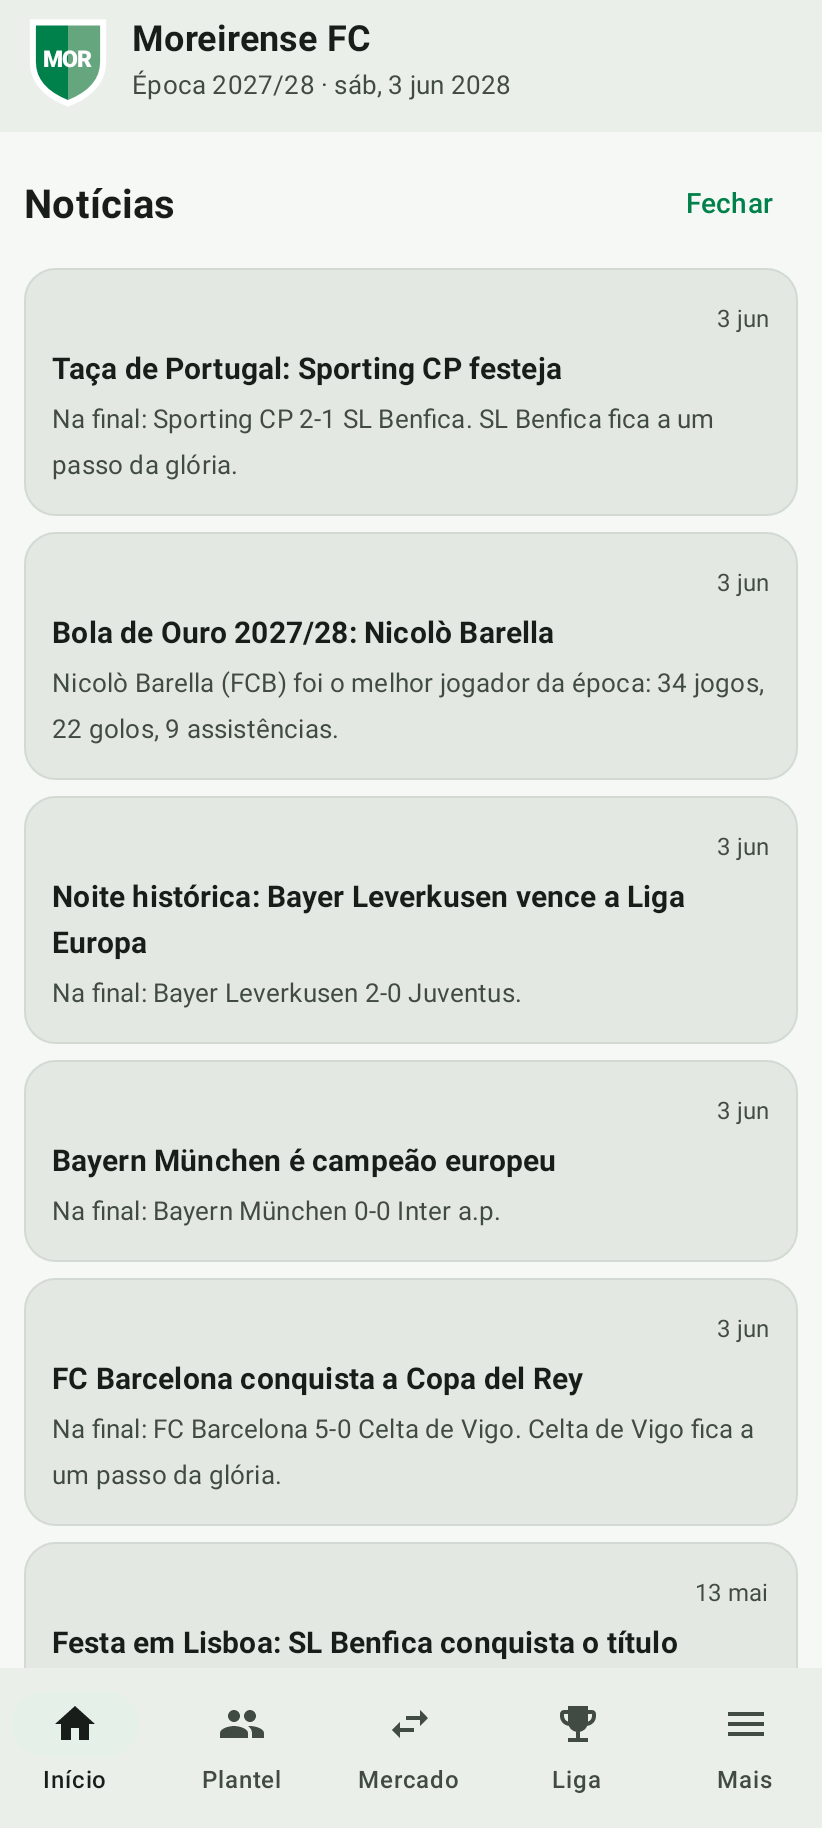 MOR
Moreirense FC
Época 2027/28 · sáb, 3 jun 2028
Notícias
Fechar
3 jun
Taça de Portugal: Sporting CP festeja
Na final: Sporting CP 2-1 SL Benfica. SL Benfica fica a um
passo da glória.
3 jun
Bola de Ouro 2027/28: Nicolò Barella
Nicolò Barella (FCB) foi o melhor jogador da época: 34 jogos,
22 golos, 9 assistências.
3 jun
Noite histórica: Bayer Leverkusen vence a Liga
Europa
Na final: Bayer Leverkusen 2-0 Juventus.
3 jun
Bayern München é campeão europeu
Na final: Bayern München 0-0 Inter a.p.
3 jun
FC Barcelona conquista a Copa del Rey
Na final: FC Barcelona 5-0 Celta de Vigo. Celta de Vigo fica a
um passo da glória.
13 mai
Festa em Lisboa: SL Benfica conquista o título
Início
Plantel
Mercado
Liga
Mais